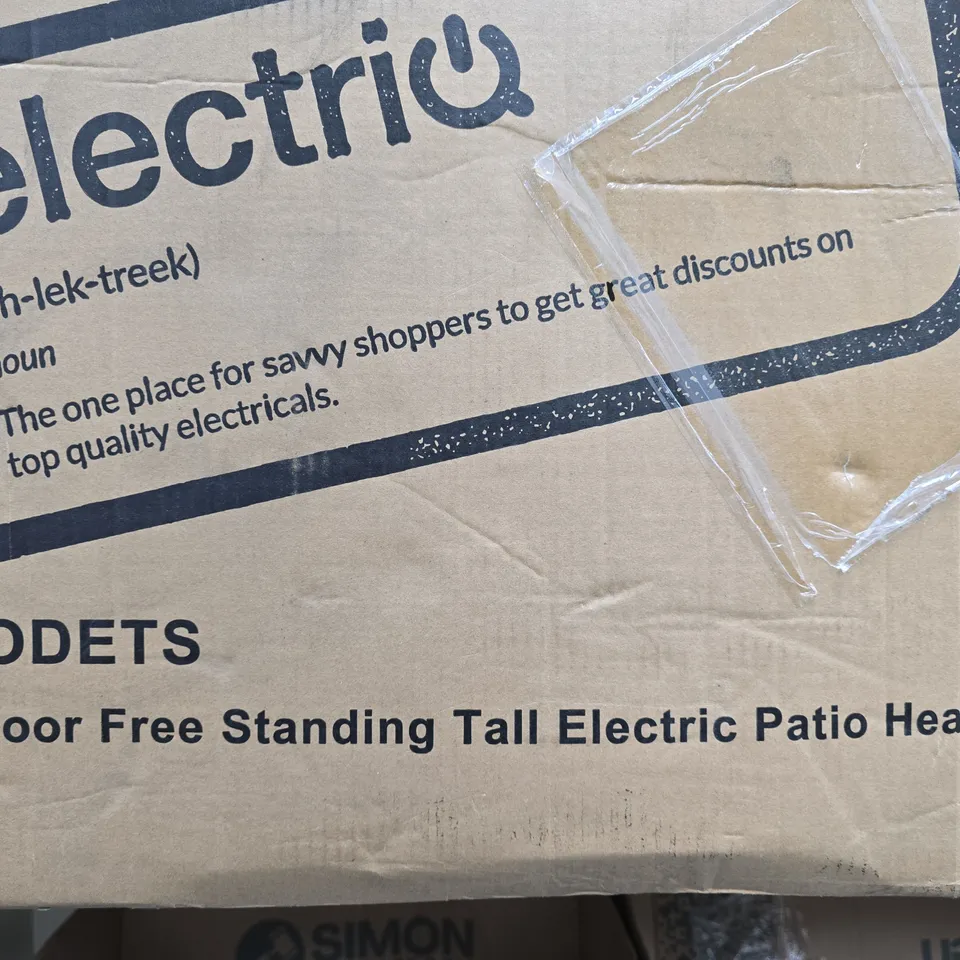 electriQ
h-lek-treek)
noun
The one place for savvy shoppers to get great discounts on
top quality electricals.
ODETS
oor Free Standing Tall Electric Patio Hea
SIMON